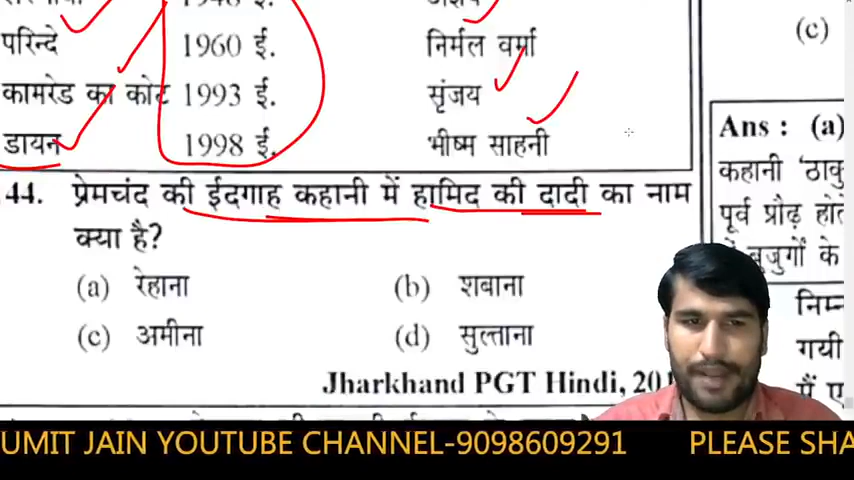 1960 ई.
परिन्दे
निर्मल वर्मा
(c)
कामरेड का कोट 1993 ई.
सृंजय
डायन
1998 ई.
भीष्म साहनी
Ans : (a)
कहानी 'ठाकु
पूर्व प्रौढ़ होते
बुजुर्गों के
44. प्रेमचंद की ईदगाह कहानी में हामिद की दादी का नाम
क्या है?
(a) रेहाना
(b) शबाना
(c) अमीना
(d) सुल्ताना
निम्न
गयी
में ए
Jharkhand PGT Hindi, 201
UMIT JAIN YOUTUBE CHANNEL-9098609291 PLEASE SHA